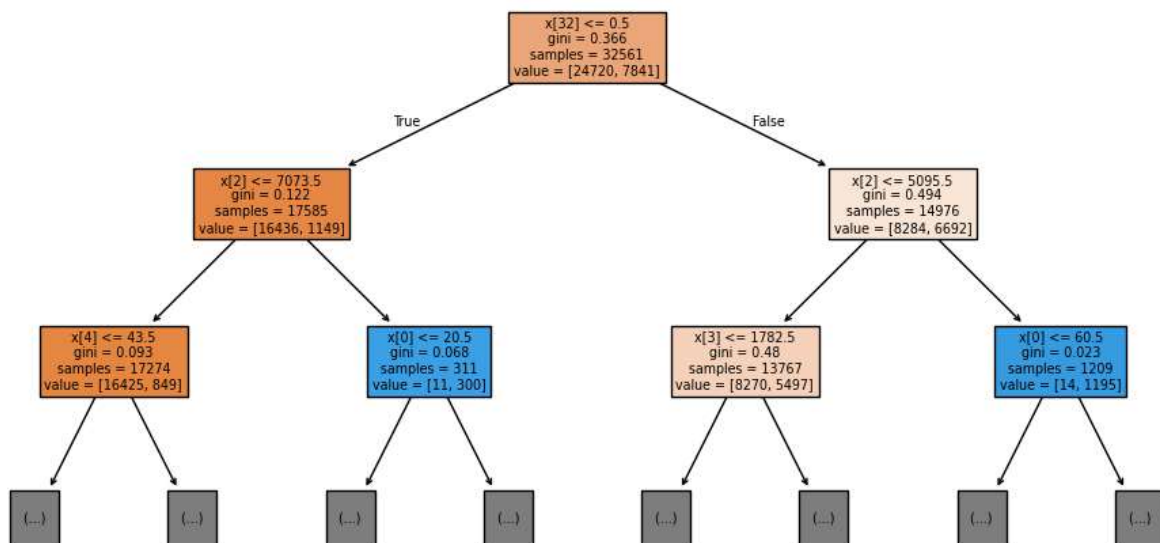 x[32] <= 0.5
gini = 0.366
samples = 32561
value = [24720, 7841]
True
False
x[2] <= 7073.5
gini = 0.122
samples = 17585
value = [16436, 1149]
x[2] <= 5095.5
gini = 0.494
samples = 14976
value = [8284, 6692]
x[4] <= 43.5
gini = 0.093
samples = 17274
value = [16425, 849]
x[0] <= 20.5
gini = 0.068
samples = 311
value = [11, 300]
x[3] <= 1782.5
gini = 0.48
samples = 13767
value = [8270, 5497]
x[0] <= 60.5
gini = 0.023
samples = 1209
value = [14, 1195]
(...)
(...)
(...)
(...)
(...)
(...)
(...)
(...)